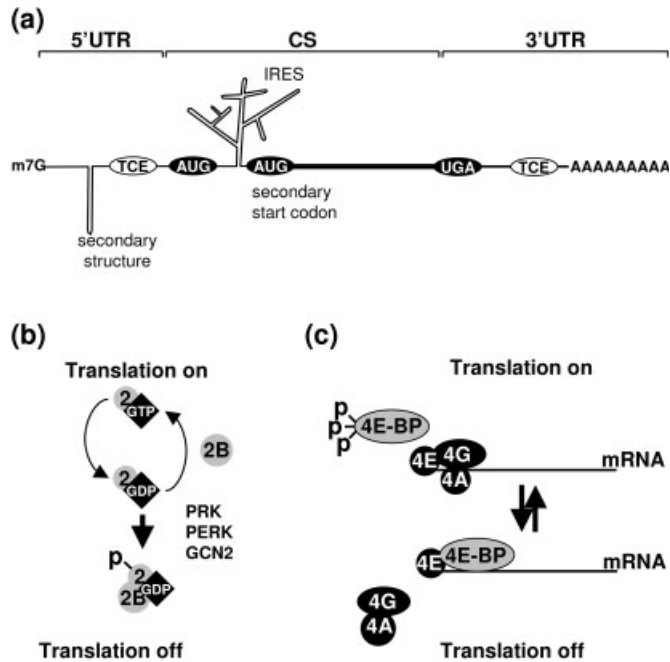 (a)
5'UTR CS 3'UTR
IRES
m7G TCE AUG AUG UGA TCE AAAAAAAAA
secondary
start codon
secondary
structure
(b)
Translation on
2
GTP
2B
2
GDP
PRK
PERK
GCN2
p
2
2B GDP
Translation off
(c)
Translation on
p
p
p
4E-BP
4E 4G
4A
mRNA
4E 4E-BP
mRNA
4G
4A
Translation off